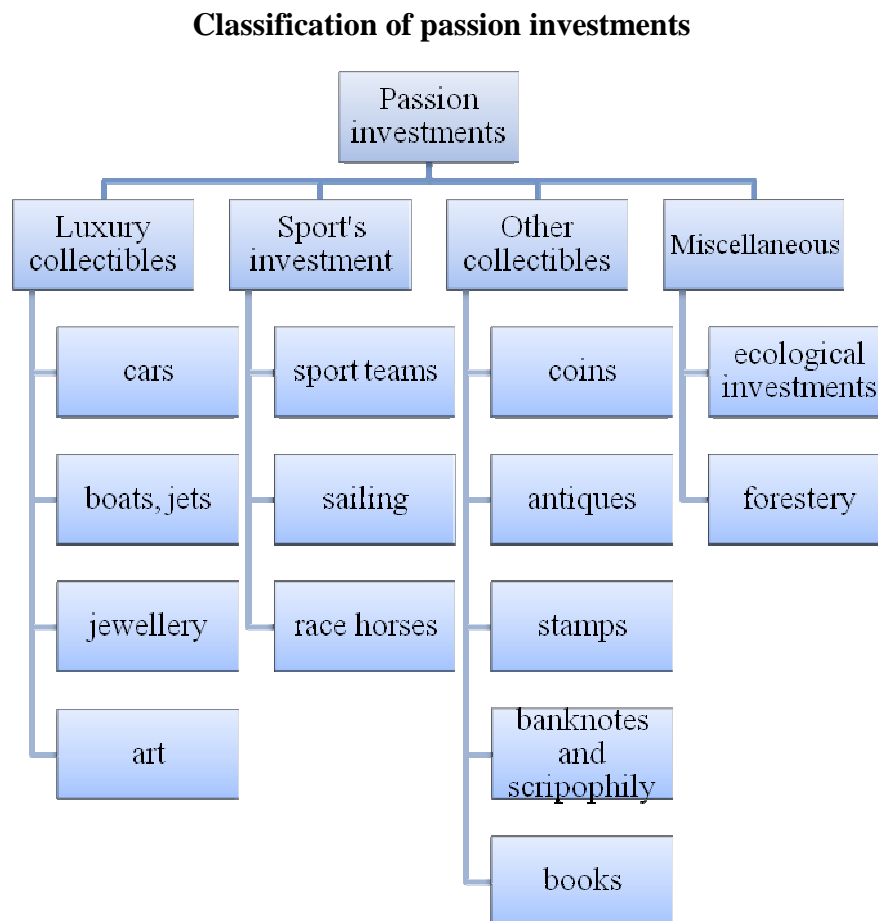 Classification of passion investments
Passion
investments
Luxury
collectibles
cars
boats, jets
jewellery
art
Sport's
investment
sport teams
sailing
race horses
Other
collectibles
coins
antiques
stamps
banknotes
and
scripophily
books
Miscellaneous
ecological
investments
forestery